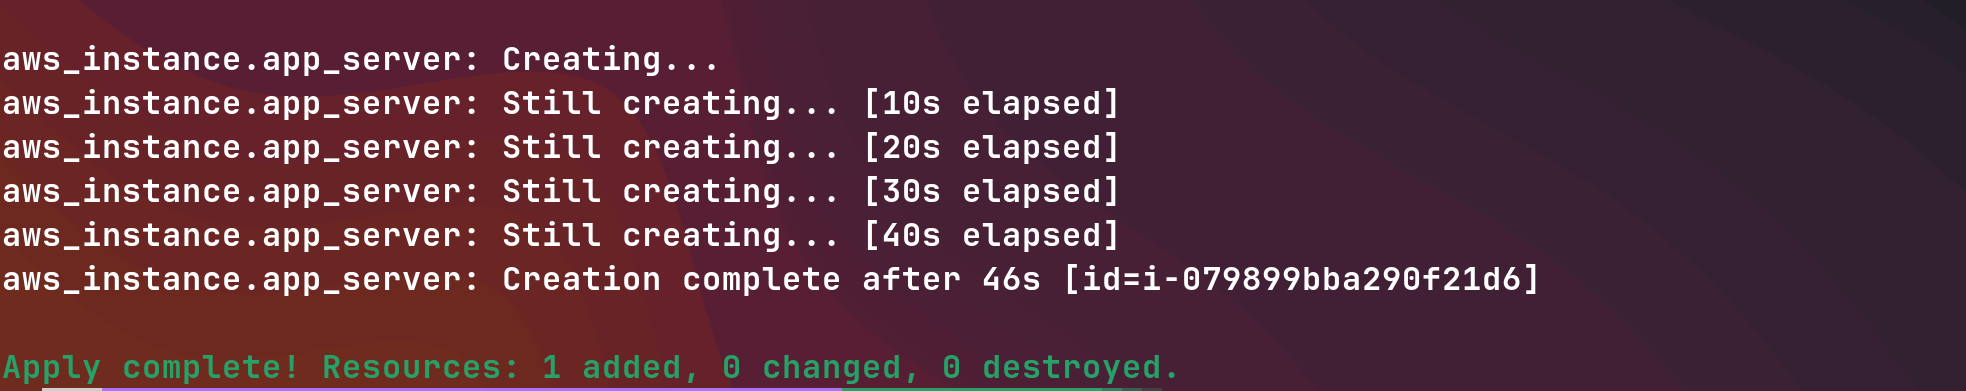 aws_instance.app_server: Creating...
aws_instance.app_server: Still creating... [10s elapsed]
aws_instance.app_server: Still creating... [20s elapsed]
aws_instance.app_server: Still creating... [30s elapsed]
aws_instance.app_server: Still creating... [40s elapsed]
aws_instance.app_server: Creation complete after 46s [id=i-079899bba290f21d6]
Apply complete! Resources: 1 added, 0 changed, 0 destroyed.